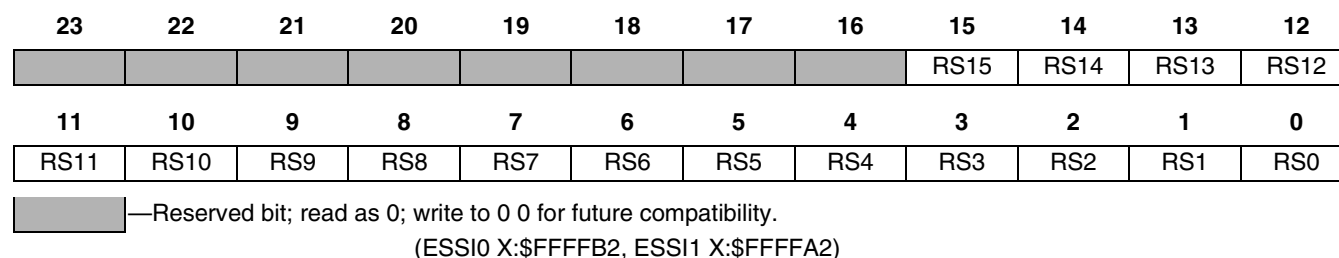 23 22 21 20 19 18 17 16 15 14 13 12
RS15 RS14 RS13 RS12
11 10 9 8 7 6 5 4 3 2 1 0
RS11 RS10 RS9 RS8 RS7 RS6 RS5 RS4 RS3 RS2 RS1 RS0
—Reserved bit; read as 0; write to 0 0 for future compatibility.
(ESSI0 X:$FFFFB2, ESSI1 X:$FFFFA2)